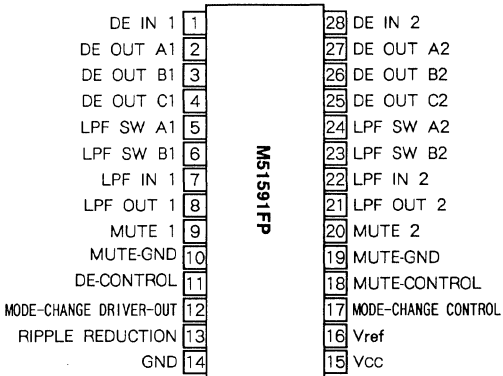 DE IN 1 1 28 DE IN 2
DE OUT A1 2 27 DE OUT A2
DE OUT B1 3 26 DE OUT B2
DE OUT C1 4 25 DE OUT C2
LPF SW A1 5 24 LPF SW A2
LPF SW B1 6 23 LPF SW B2
LPF IN 1 7 22 LPF IN 2
LPF OUT 1 8 21 LPF OUT 2
MUTE 1 9 20 MUTE 2
MUTE-GND 10 19 MUTE-GND
DE-CONTROL 11 18 MUTE-CONTROL
MODE-CHANGE DRIVER-OUT 12 17 MODE-CHANGE CONTROL
RIPPLE REDUCTION 13 16 Vref
GND 14 15 VCC
M51591FP